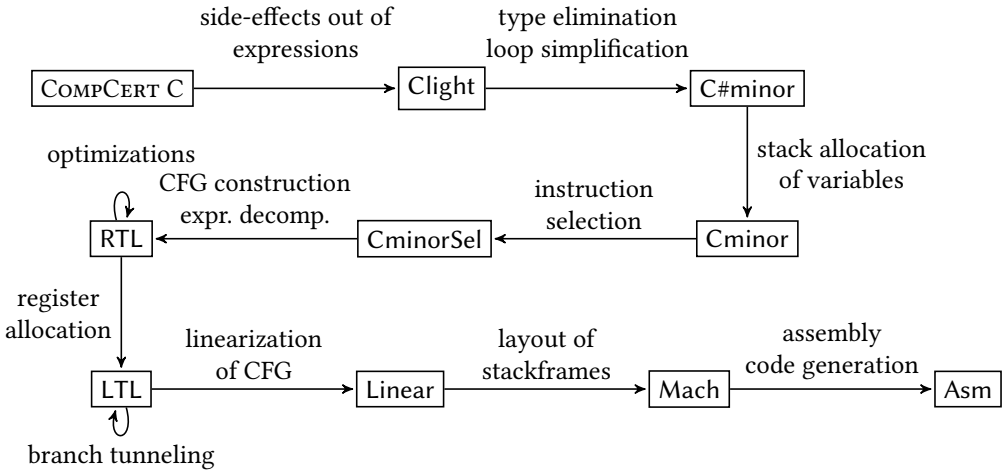 side-effects out of
expressions
type elimination
loop simplification
COMPCERT C
Clight
C#minor
optimizations
CFG construction
expr. decomp.
instruction
selection
stack allocation
of variables
RTL
CminorSel
Cminor
register
allocation
linearization
of CFG
layout of
stackframes
assembly
code generation
LTL
Linear
Mach
Asm
branch tunneling